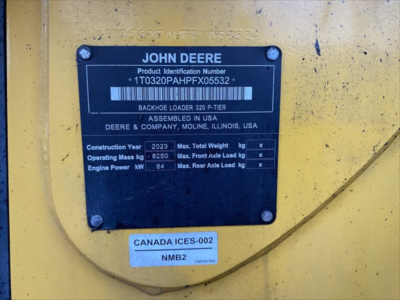 JOHN DEERE
Product Identification Number
*1T0320PAHPFX05532*
BACKHOE LOADER 320 P-TIER
ASSEMBLED IN USA
DEERE & COMPANY, MOLINE, ILLINOIS, USA
Construction Year 2023 Max. Total Weight kg x
Operating Mass kg 8250 Max. Front Axle Load kg x
Engine Power kW 84 Max. Rear Axle Load kg x
CANADA ICES-002
NMB2